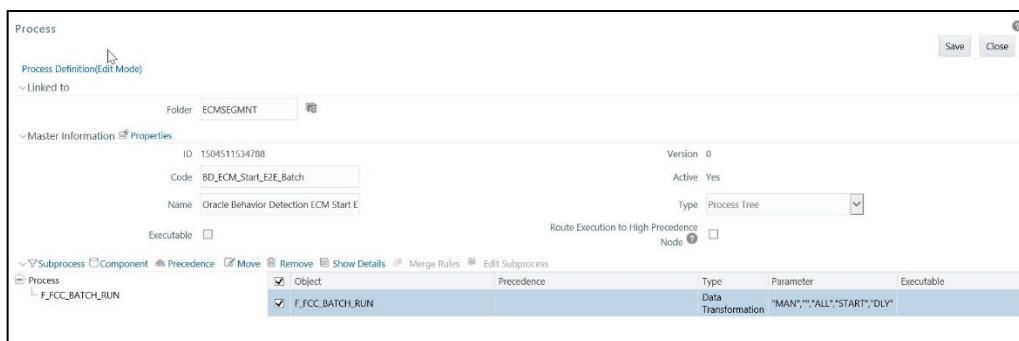 Process
Save Close
Process Definition(Edit Mode)
Linked to
Folder ECMSEGMNT
Master Information Properties
ID 1504511534788 Version 0
Code BD_ECM_Start_E2E_Batch Active Yes
Name Oracle Behavior Detection ECM Start E Type Process Tree
Executable Route Execution to High Precedence
Node ?
Subprocess Component Precedence Move Remove Show Details Merge Rules Edit Subprocess
Process Object Precedence Type Parameter Executable
F_FCC_BATCH_RUN F_FCC_BATCH_RUN Data
Transformation "MAN","","ALL","START","DLY"